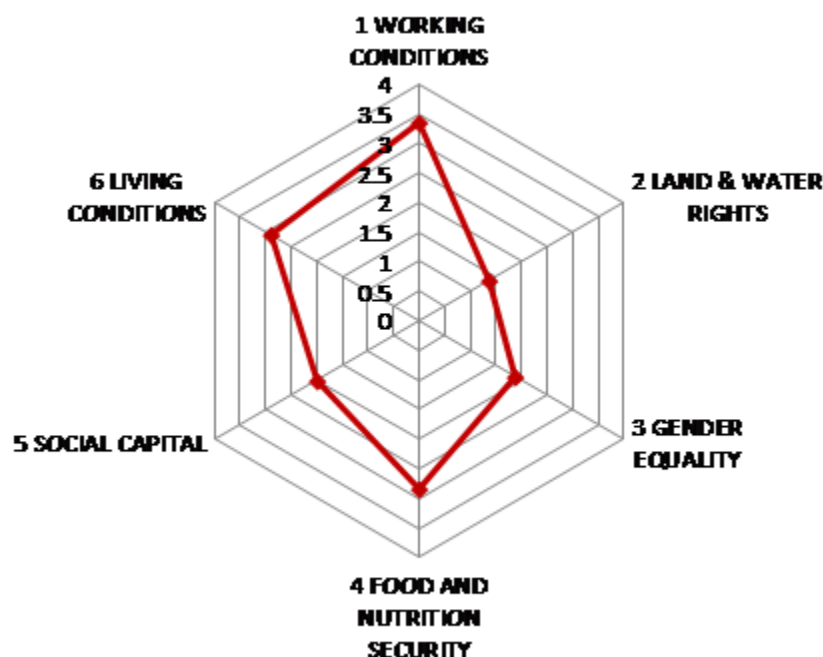 1 WORKING
CONDITIONS
4
3.5
3
2.5
2
1.5
1
0.5
0
2 LAND & WATER
RIGHTS
3 GENDER
EQUALITY
4 FOOD AND
NUTRITION
SECURITY
5 SOCIAL CAPITAL
6 LIVING
CONDITIONS